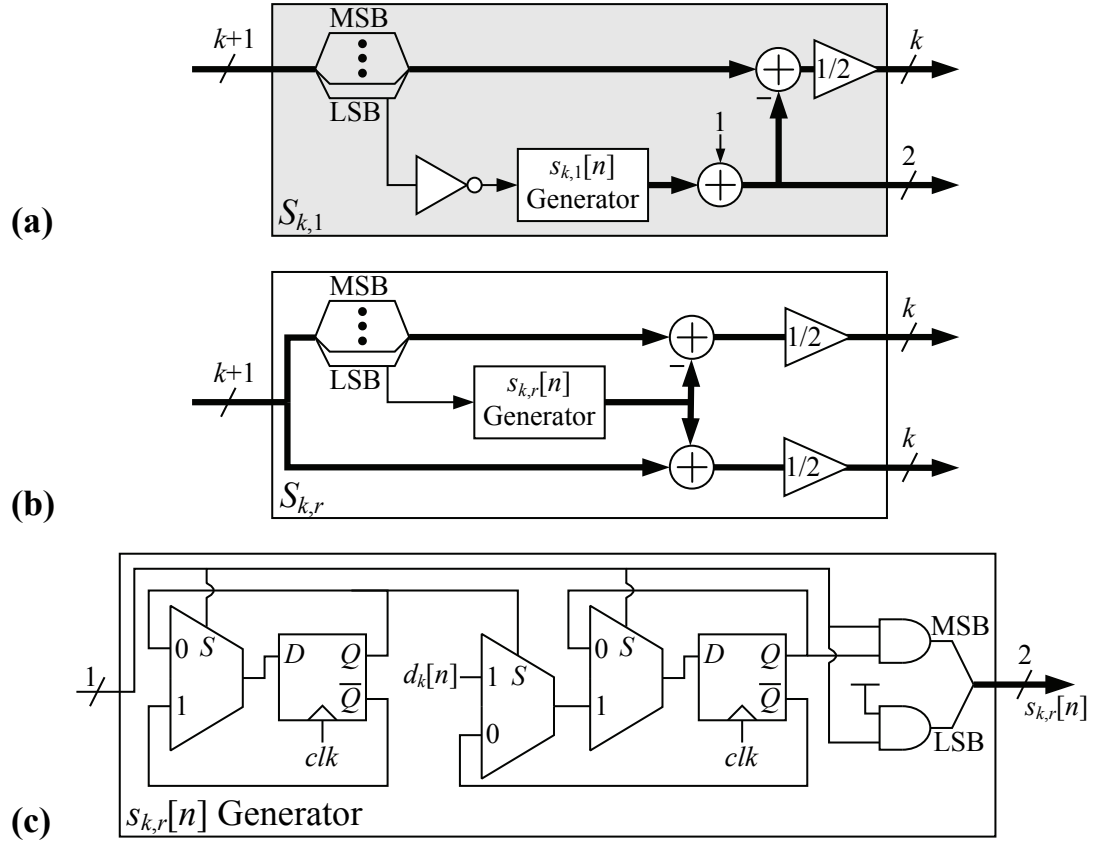 MSB
k+1
k
1/2
LSB
1
2
s_{k,1}[n]
Generator
S_{k,1}
(a)
MSB
k
1/2
LSB
k+1
s_{k,r}[n]
Generator
k
1/2
S_{k,r}
(b)
0 S
1
D Q
Q̅
clk
d_k[n]
1 S
0
0 S
1
D Q
Q̅
clk
MSB
2
1
s_{k,r}[n]
LSB
s_{k,r}[n] Generator
(c)